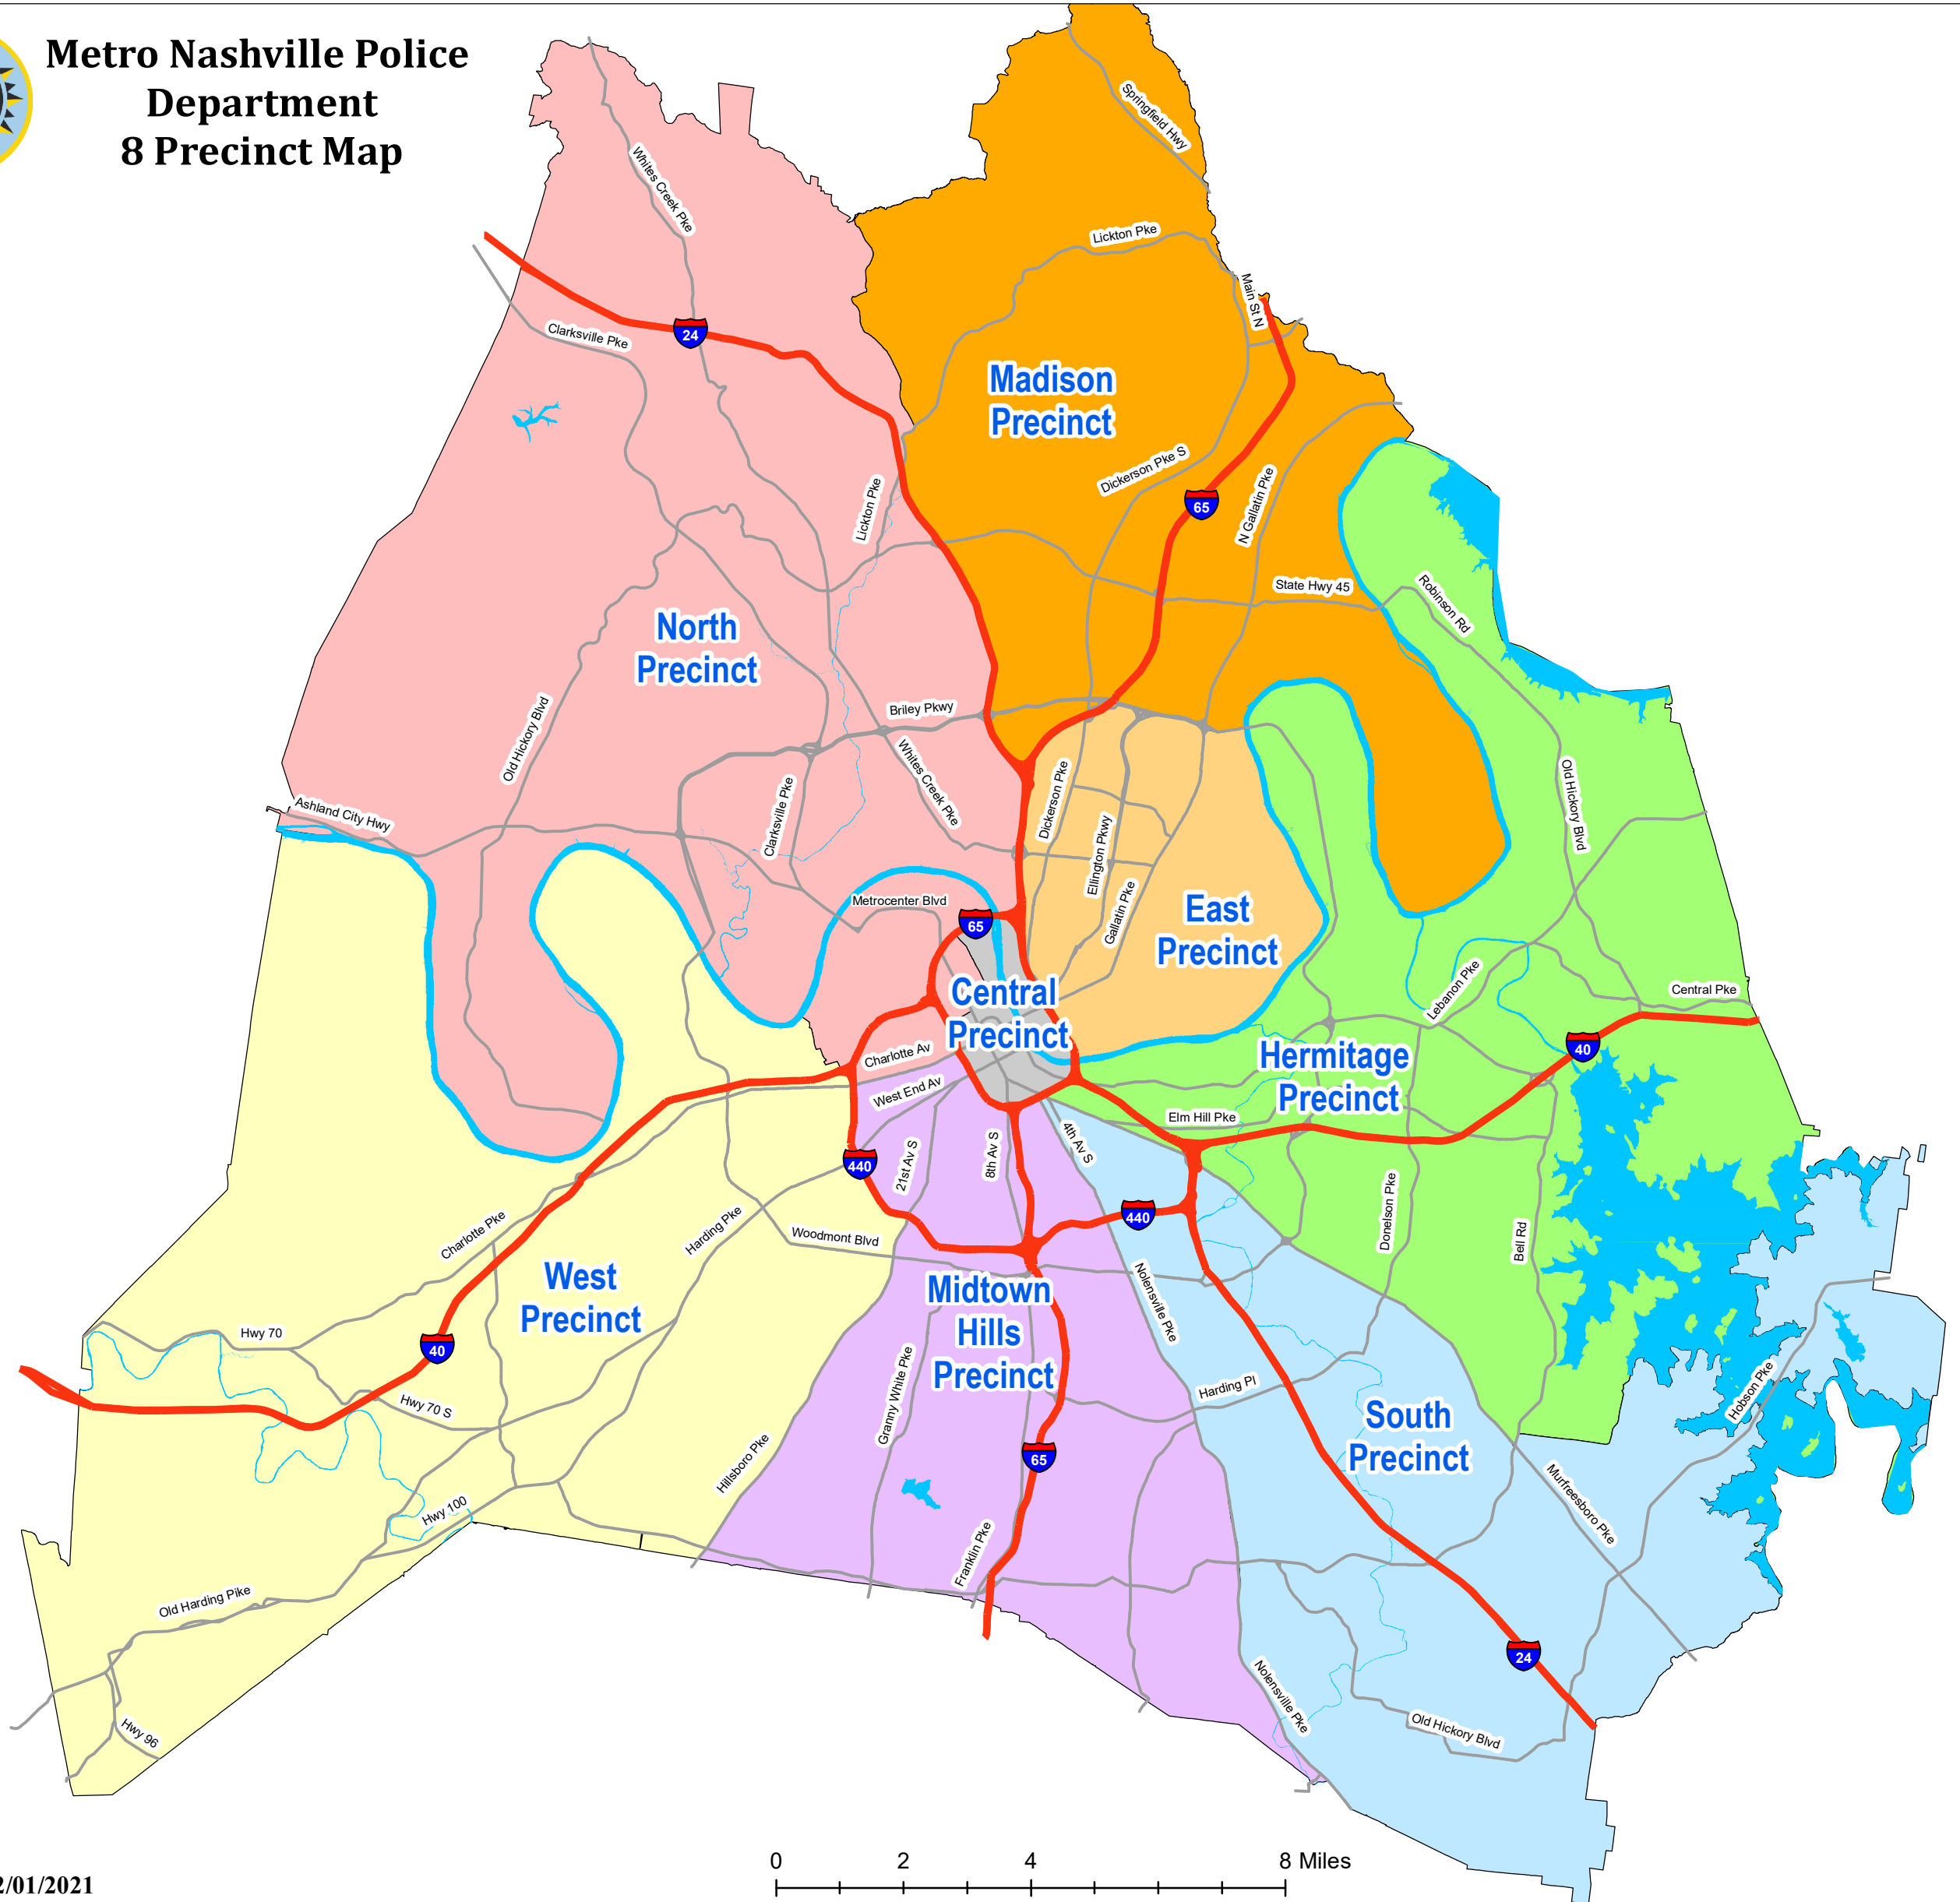 Metro Nashville Police
Department
8 Precinct Map
Springfield Hwy
Whites Creek Pke
Lickton Pke
Main St N
24
Clarksville Pke
Madison
Precinct
Dickerson Pke S
65
N Gallatin Pke
Lickton Pke
State Hwy 45
Robinson Rd
North
Precinct
Briley Pkwy
Old Hickory Blvd
Whites Creek Pke
Dickerson Pke
Old Hickory Blvd
Ashland City Hwy
Clarksville Pke
Ellington Pkwy
Gallatin Pke
Metrocenter Blvd
65
East
Precinct
Central
Precinct
Lebanon Pke
Central Pke
40
Charlotte Av
Hermitage
Precinct
West End Av
Elm Hill Pke
4th Av S
8th Av S
21st Av S
440
440
Donelson Pke
Bell Rd
Charlotte Pke
Harding Pke
Woodmont Blvd
West
Precinct
Midtown
Hills
Precinct
Nolensville Pke
Hwy 70
40
Granny White Pke
Harding Pl
Hobson Pke
Hwy 70 S
South
Precinct
Hillsboro Pke
65
Murfreesboro Pke
Hwy 100
Franklin Pke
Old Harding Pike
24
Nolensville Pke
Hwy 96
Old Hickory Blvd
0 2 4 8 Miles
2/01/2021